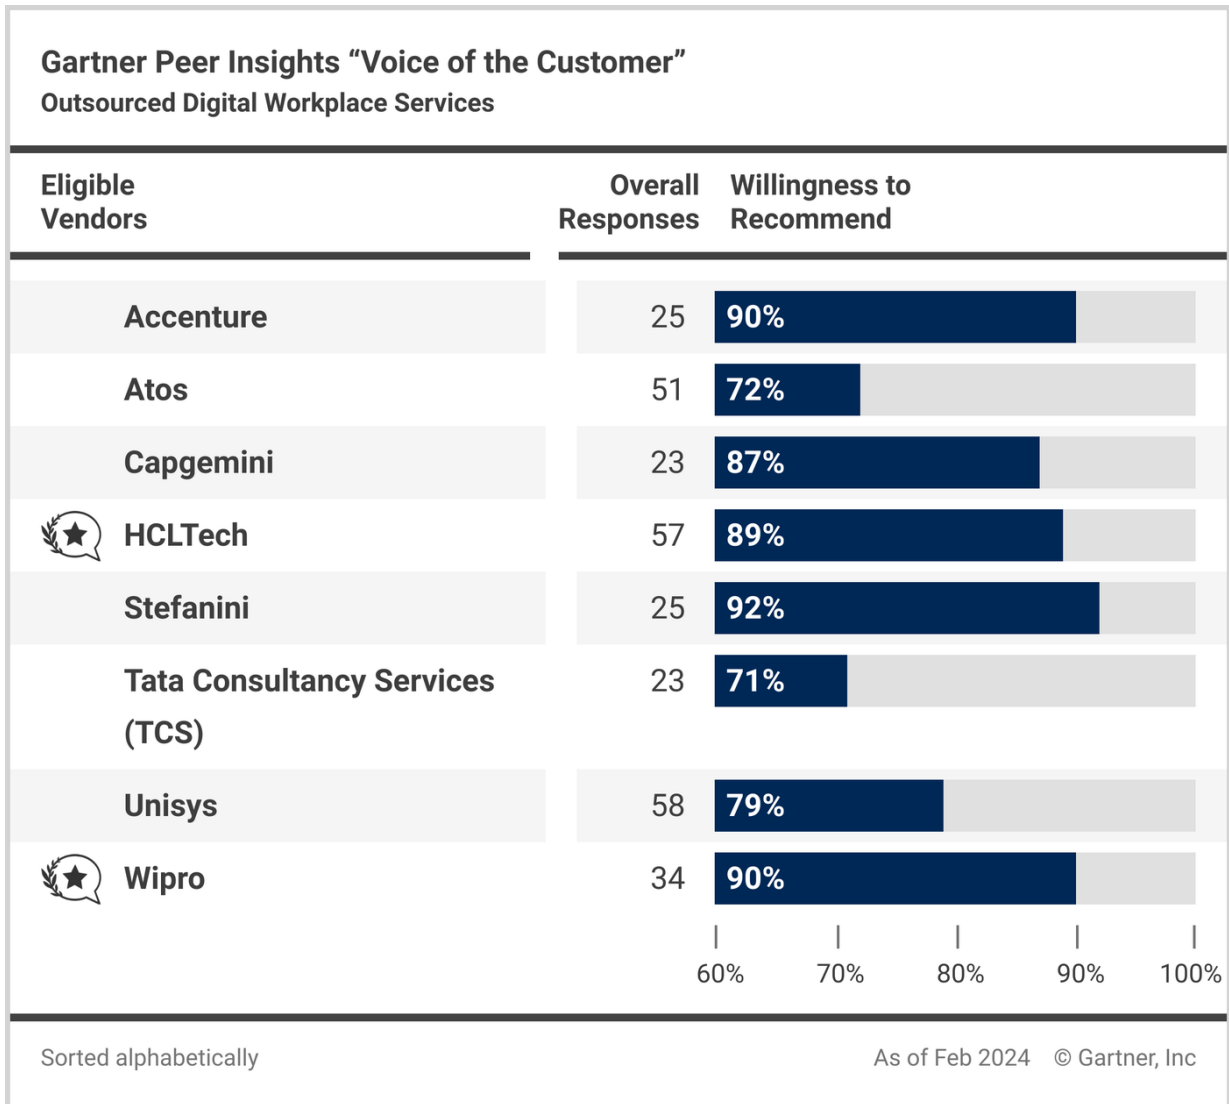 Gartner Peer Insights “Voice of the Customer”
Outsourced Digital Workplace Services
Eligible Vendors
Overall Responses
Willingness to Recommend
Accenture 25 90%
Atos 51 72%
Capgemini 23 87%
HCLTech 57 89%
Stefanini 25 92%
Tata Consultancy Services 23 71%
(TCS)
Unisys 58 79%
Wipro 34 90%
60% 70% 80% 90% 100%
Sorted alphabetically As of Feb 2024 © Gartner, Inc